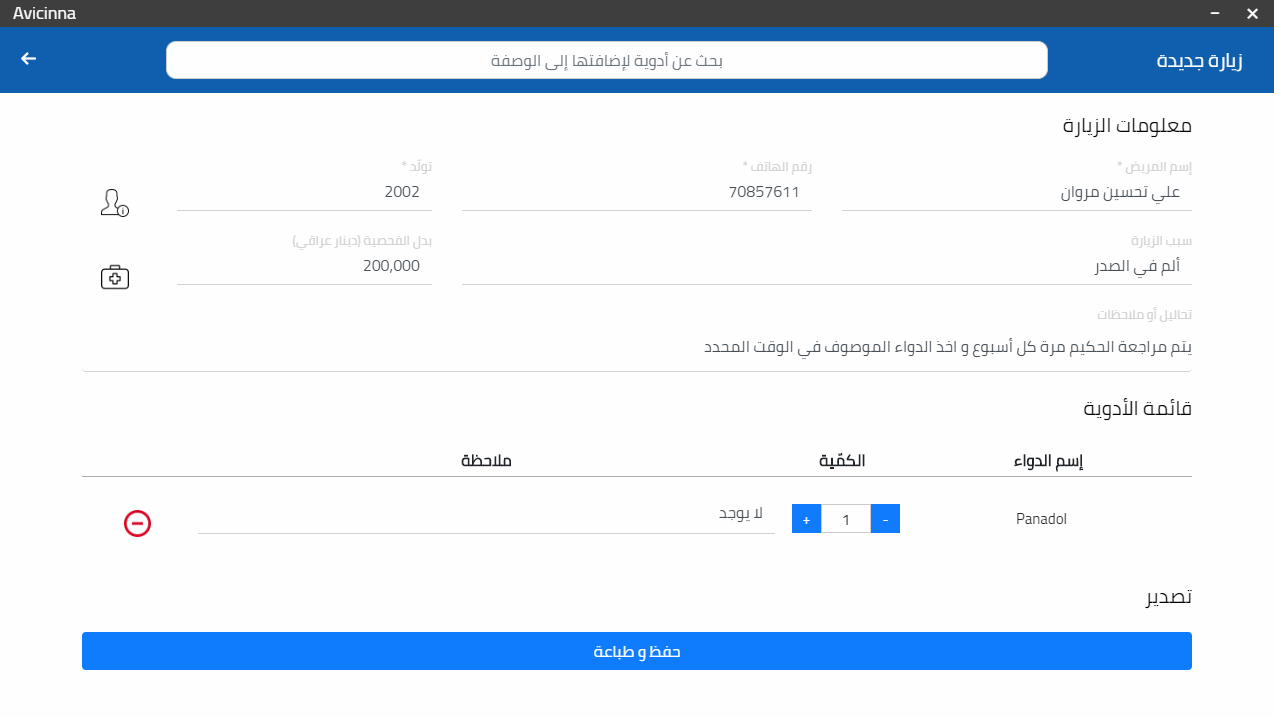 Avicinna
زيارة جديدة
بحث عن أدوية لإضافتها إلى الوصفة
معلومات الزيارة
إسم المريض * رقم الهاتف * تولّد *
علي تحسين مروان 70857611 2002
سبب الزيارة بدل الفحصية (دينار عراقي)
ألم في الصدر 200,000
تحاليل أو ملاحظات
يتم مراجعة الحكيم مرة كل أسبوع و اخذ الدواء الموصوف في الوقت المحدد
قائمة الأدوية
إسم الدواء الكمّية ملاحظة
Panadol - 1 + لا يوجد
تصدير
حفظ و طباعة